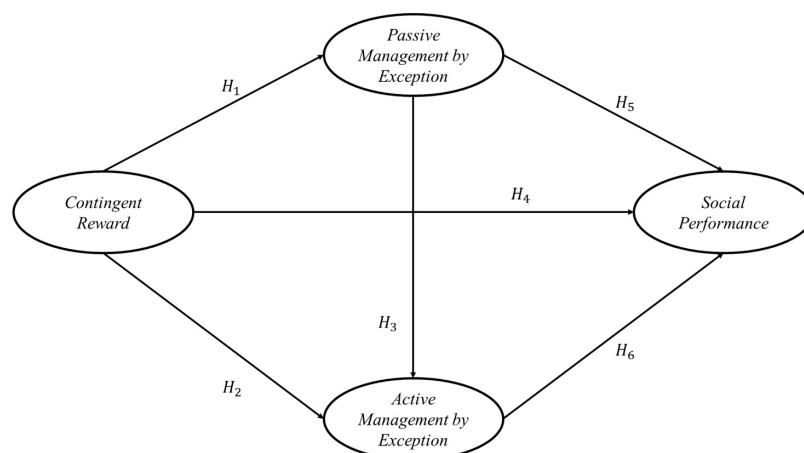 Passive
Management by
Exception
H₁
H₅
Contingent
Reward
H₄
Social
Performance
H₃
H₂
H₆
Active
Management by
Exception